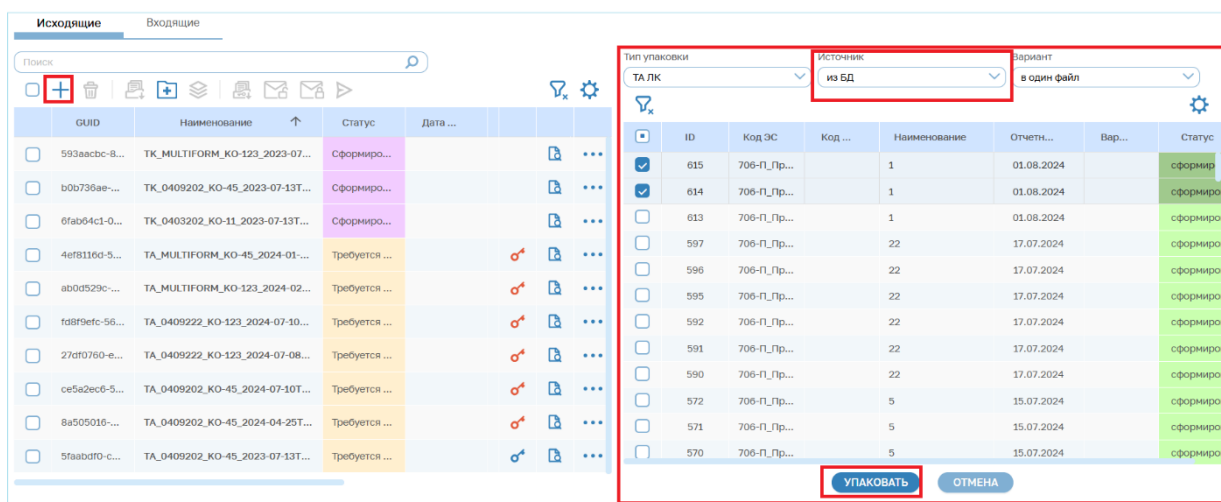 Исходящие Входящие
Поиск
GUID Наименование Статус Дата ...
593aacbc-8... TK_MULTIFORM_KO-123_2023-07... Сформиро...
b0b736ae-... TK_0409202_KO-45_2023-07-13T... Сформиро...
6fab64c1-0... TK_0403202_KO-11_2023-07-13T... Сформиро...
4ef8116d-5... TA_MULTIFORM_KO-45_2024-01-... Требуется ...
ab0d529c-... TA_MULTIFORM_KO-123_2024-02... Требуется ...
fd8f9efc-56... TA_0409222_KO-123_2024-07-10... Требуется ...
27df0760-e... TA_0409222_KO-123_2024-07-08... Требуется ...
ce5a2ec6-5... TA_0409202_KO-45_2024-07-10T... Требуется ...
8a505016-... TA_0409202_KO-45_2024-04-25T... Требуется ...
5faabdf0-c... TA_0409202_KO-45_2023-07-13T... Требуется ...
Тип упаковки Источник Вариант
ТА ЛК из БД в один файл
ID Код ЭС Код ... Наименование Отчетн... Вар... Статус
615 706-П_Пр... 1 01.08.2024 сформир
614 706-П_Пр... 1 01.08.2024 сформиро
613 706-П_Пр... 1 01.08.2024 сформиро
597 706-П_Пр... 22 17.07.2024 сформиро
596 706-П_Пр... 22 17.07.2024 сформиро
595 706-П_Пр... 22 17.07.2024 сформиро
592 706-П_Пр... 22 17.07.2024 сформиро
591 706-П_Пр... 22 17.07.2024 сформиро
590 706-П_Пр... 22 17.07.2024 сформиро
572 706-П_Пр... 5 15.07.2024 сформиро
571 706-П_Пр... 5 15.07.2024 сформиро
570 706-П_Пр... 5 15.07.2024 сформиро
УПАКОВАТЬ ОТМЕНА